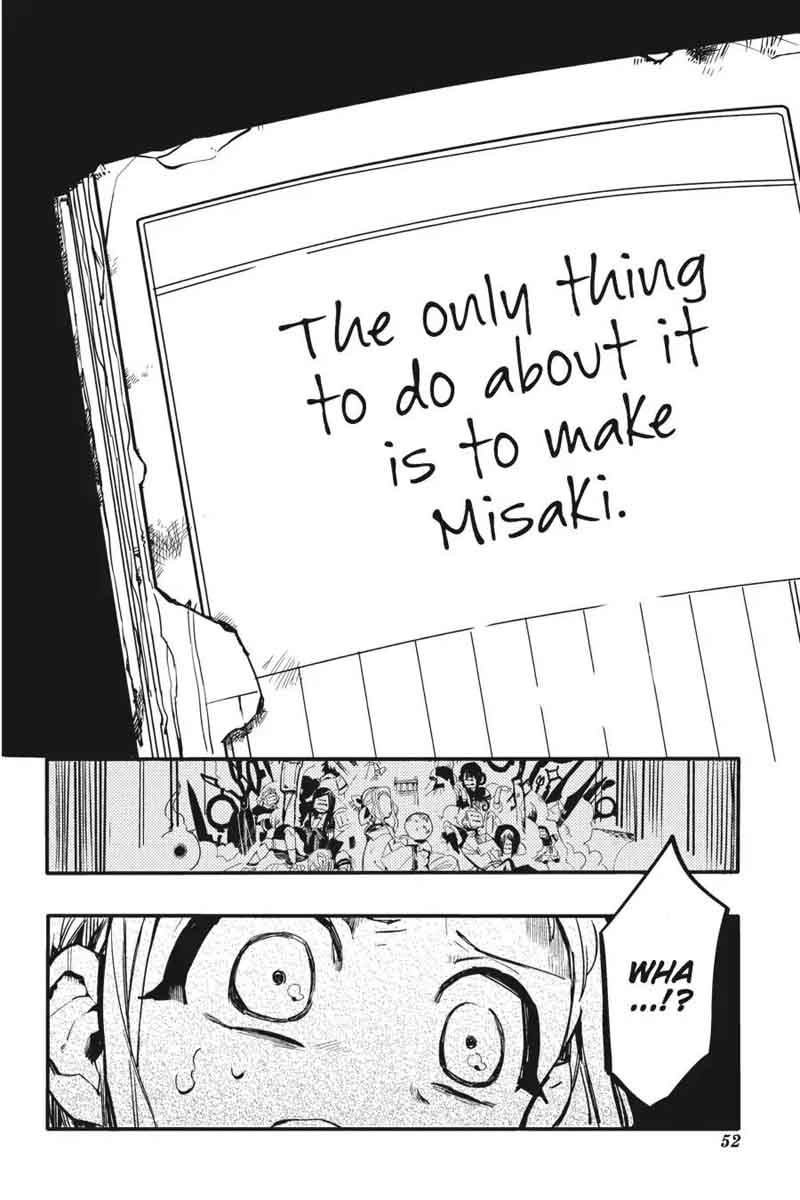 The only thing
to do about it
is to make
Misaki.
WHA
...!?
52